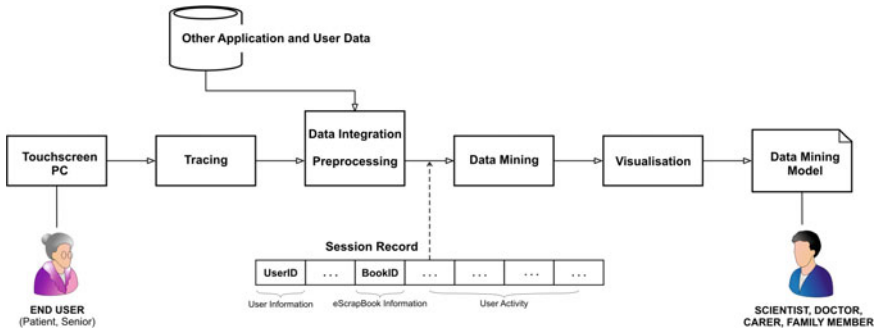 Other Application and User Data
Touchscreen
PC
Tracing
Data Integration
Preprocessing
Data Mining
Visualisation
Data Mining
Model
Session Record
UserID
...
BookID
...
...
...
...
User Information
eScrapBook Information
User Activity
END USER
(Patient, Senior)
SCIENTIST, DOCTOR,
CARER, FAMILY MEMBER